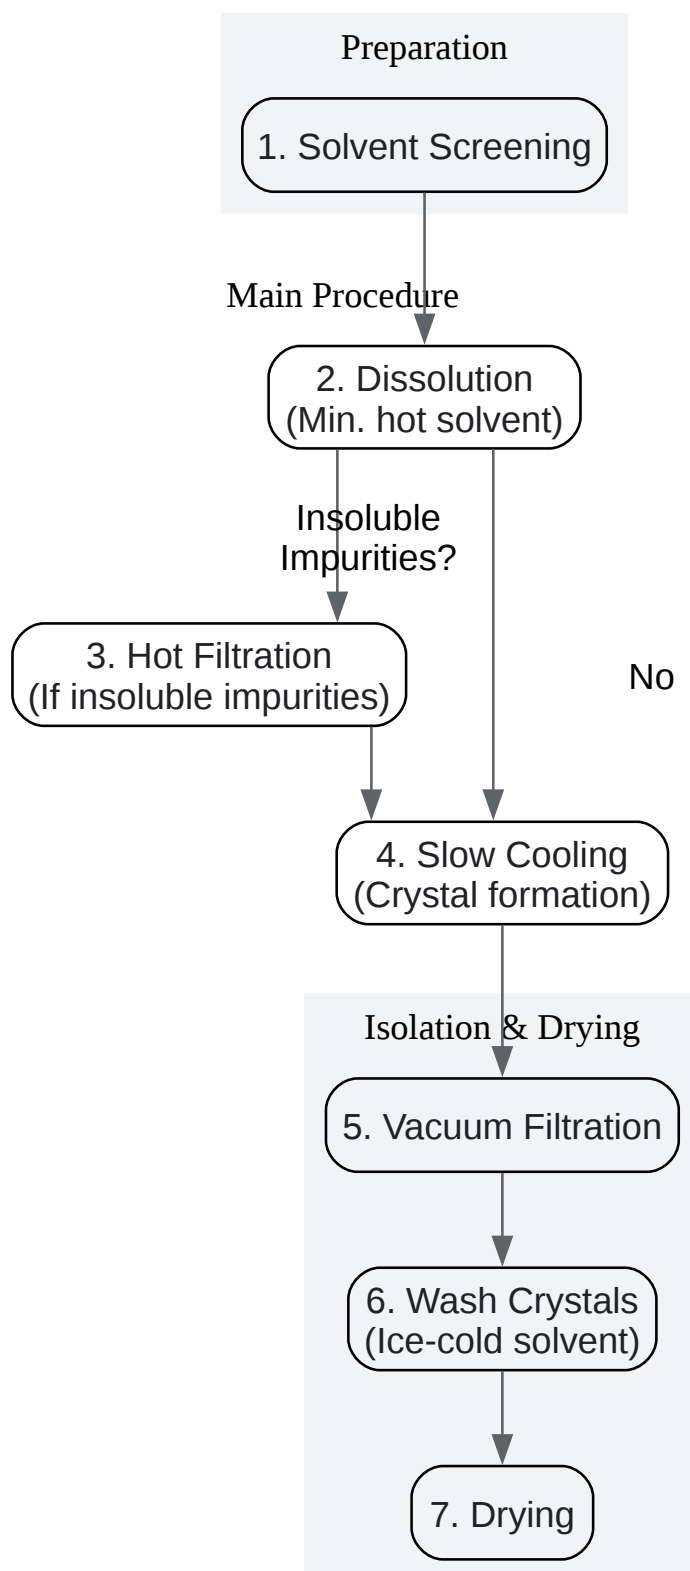 Preparation
1. Solvent Screening
Main Procedure
2. Dissolution
(Min. hot solvent)
Insoluble
Impurities?
3. Hot Filtration
(If insoluble impurities)
No
4. Slow Cooling
(Crystal formation)
Isolation & Drying
5. Vacuum Filtration
6. Wash Crystals
(Ice-cold solvent)
7. Drying